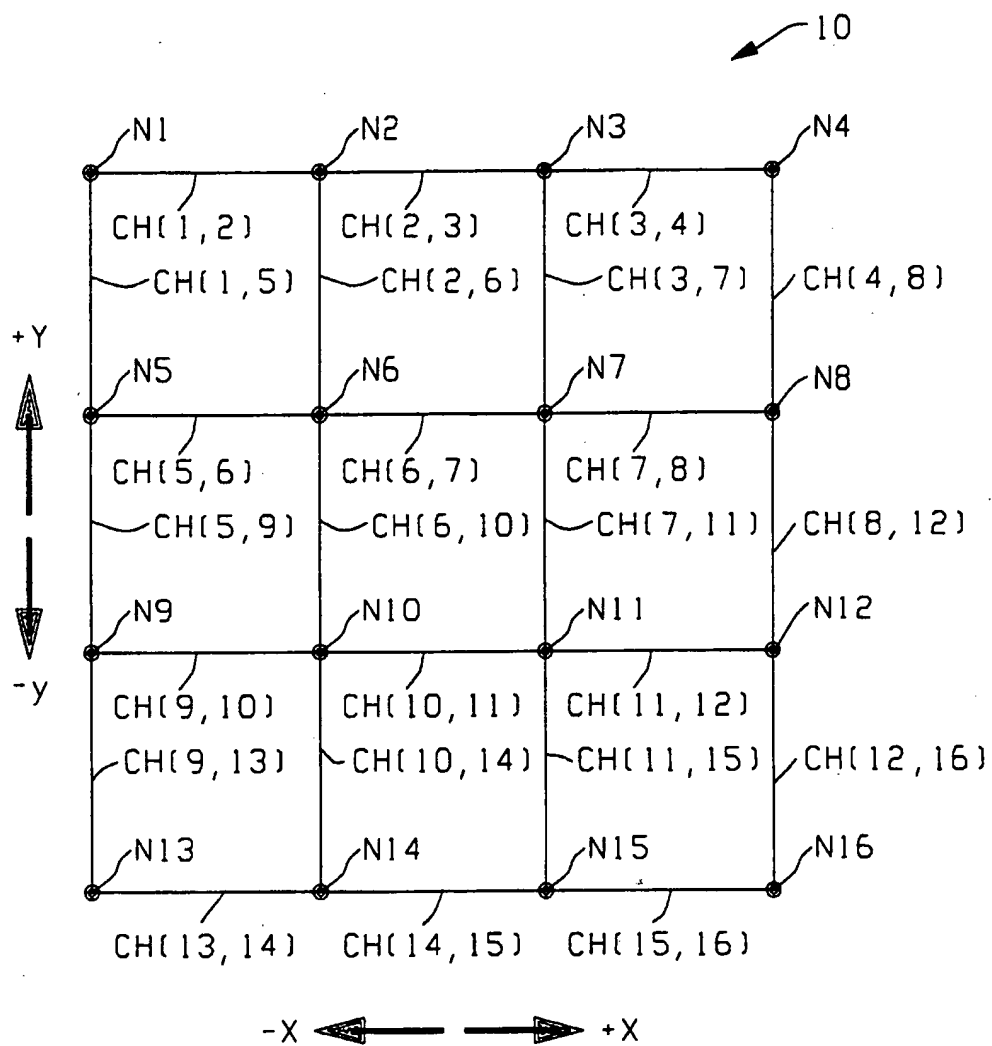 10
N1 N2 N3 N4
CH(1,2) CH(2,3) CH(3,4)
CH(1,5) CH(2,6) CH(3,7) CH(4,8)
+Y
N5 N6 N7 N8
CH(5,6) CH(6,7) CH(7,8)
CH(5,9) CH(6,10) CH(7,11) CH(8,12)
N9 N10 N11 N12
-y
CH(9,10) CH(10,11) CH(11,12)
CH(9,13) CH(10,14) CH(11,15) CH(12,16)
N13 N14 N15 N16
CH(13,14) CH(14,15) CH(15,16)
-X +X